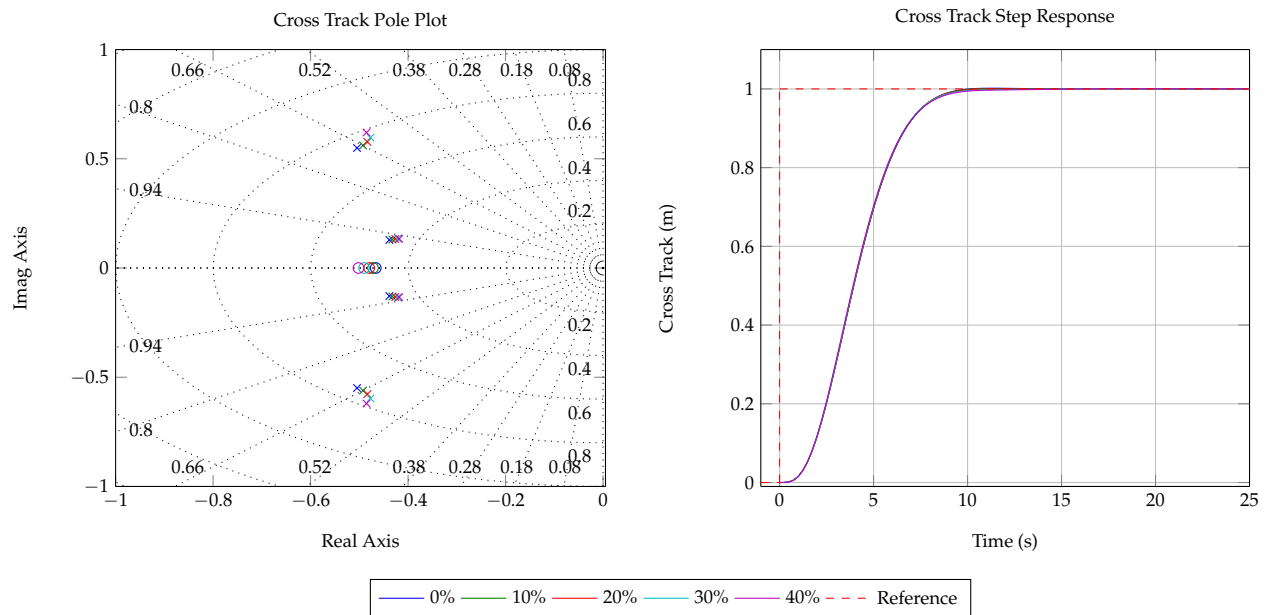 Cross Track Pole Plot
1
0.66 0.52 0.38 0.28 0.18 0.08
0.8
0.8
0.6
0.5
0.4
0.94
0.2
0
0.2
0.94
0.4
−0.5
0.6
0.8
0.8
0.66 0.52 0.38 0.28 0.18 0.08
−1
−1 −0.8 −0.6 −0.4 −0.2 0
Real Axis
Imag Axis
Cross Track Step Response
1
0.8
0.6
0.4
0.2
0
0 5 10 15 20 25
Time (s)
Cross Track (m)
0% 10% 20% 30% 40% Reference